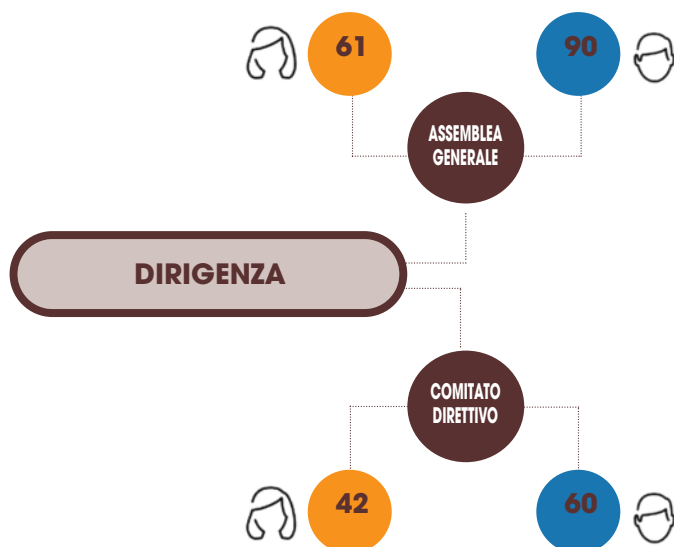 61
90
ASSEMBLEA
GENERALE
DIRIGENZA
COMITATO
DIRETTIVO
42
60